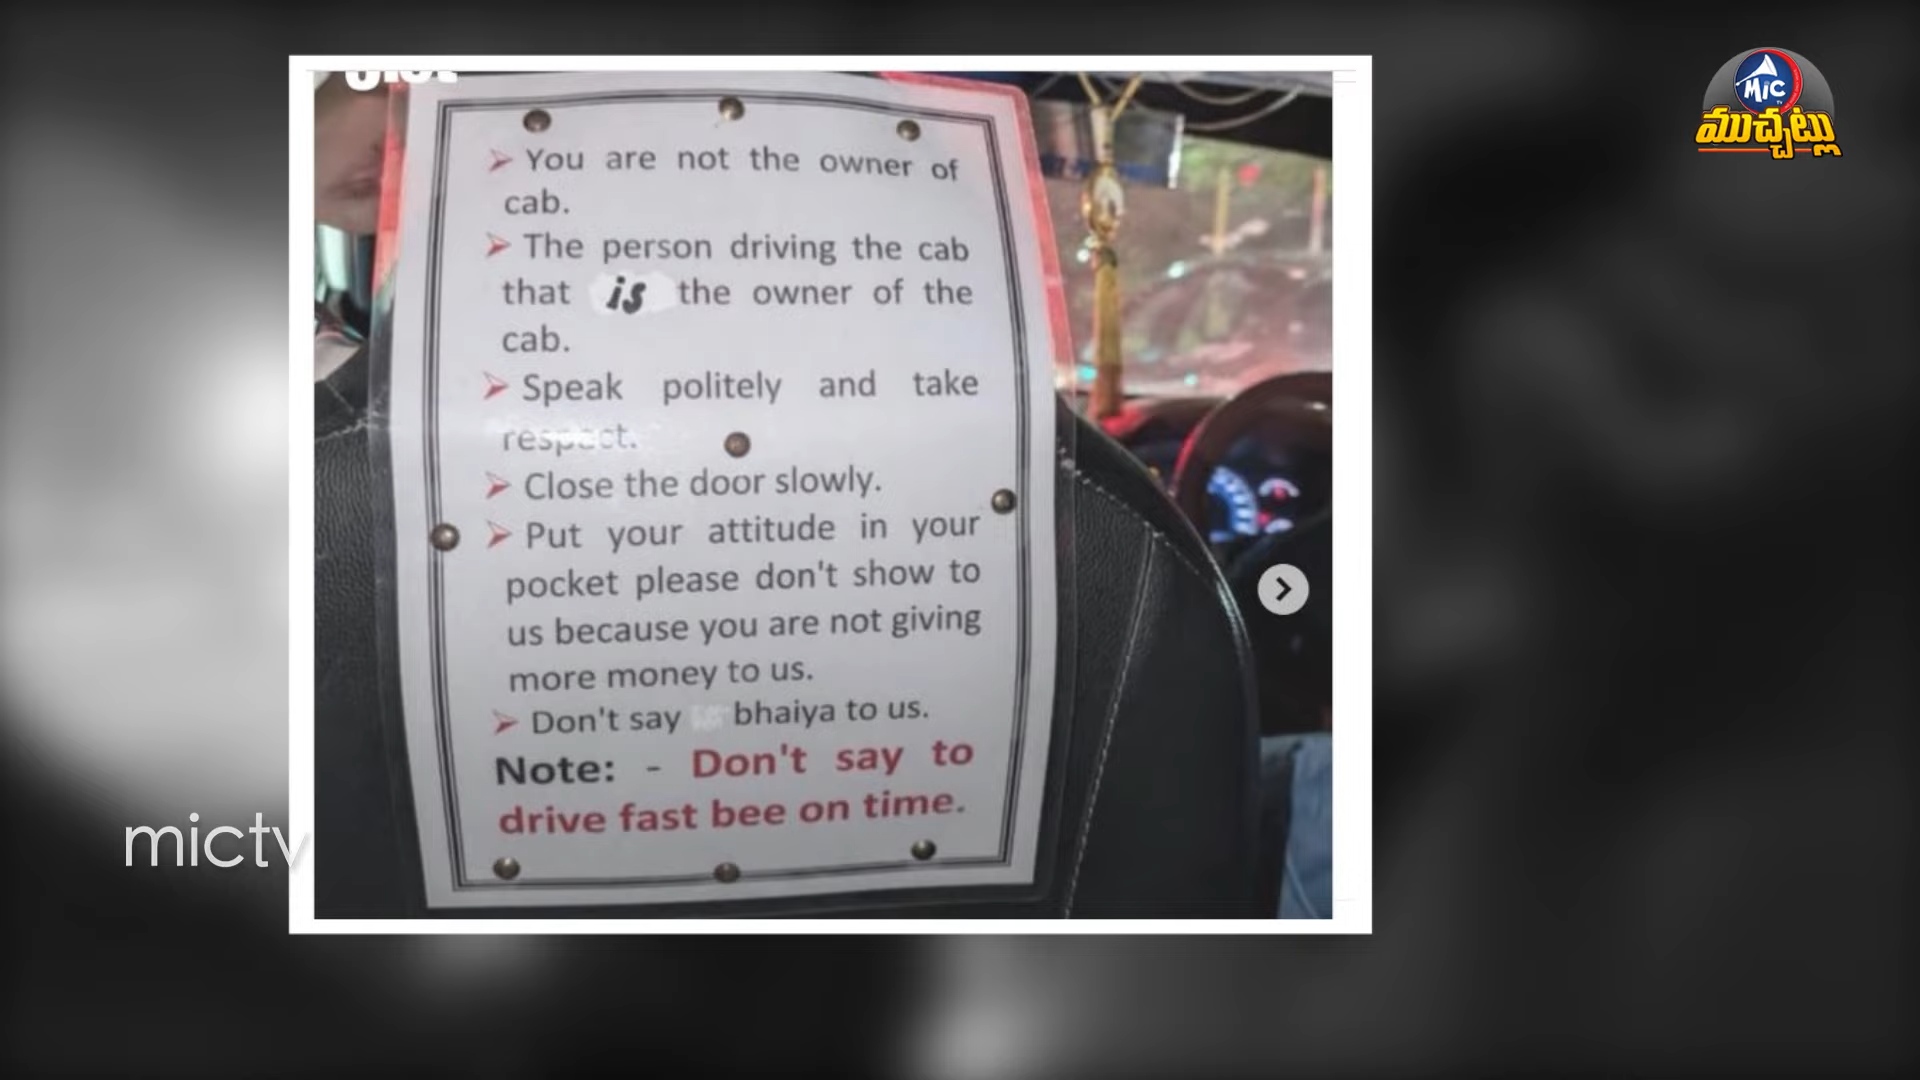 MiC
ముచ్చట్లు
➢ You are not the owner of
cab.
➢ The person driving the cab
that is the owner of the
cab.
➢ Speak politely and take
respect.
➢ Close the door slowly.
➢ Put your attitude in your
pocket please don't show to
us because you are not giving
more money to us.
➢ Don't say bhaiya to us.
Note: - Don't say to
drive fast bee on time.
mictv